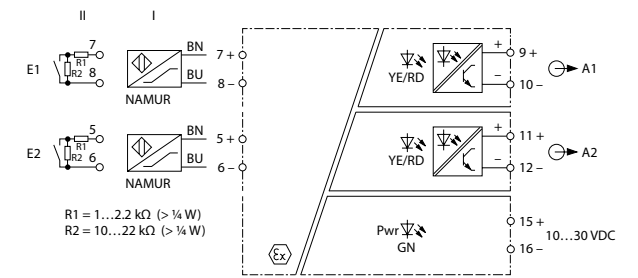 II I
7 BN 7 + + 9 +
E1 R1 R2 8 BU 8 – YE/RD – 10 – A1
NAMUR
5 BN 5 + + 11 +
E2 R1 R2 6 BU 6 – YE/RD – 12 – A2
NAMUR
R1 = 1…2.2 kΩ (> ¼ W)
R2 = 10…22 kΩ (> ¼ W)
Pwr 15 +
GN 10…30 VDC
εx 16 –